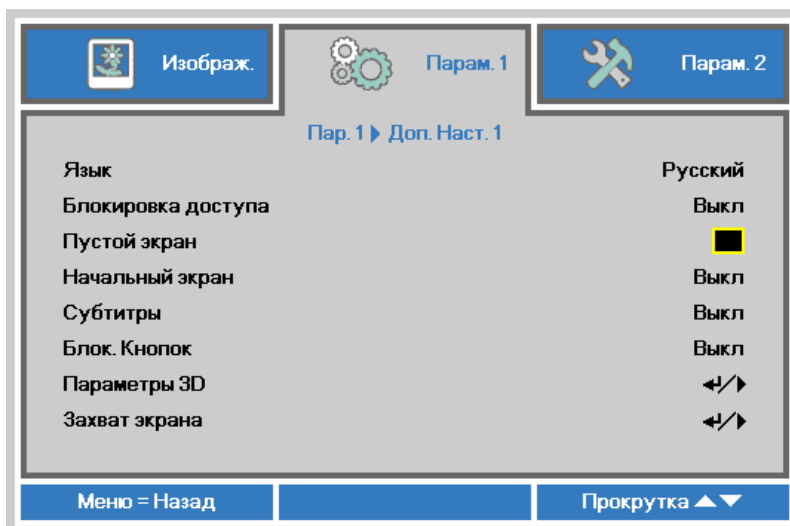 Изображ. Парам. 1 Парам. 2
Пар. 1 ▶ Доп. Наст. 1
Язык Русский
Блокировка доступа Выкл
Пустой экран
Начальный экран Выкл
Субтитры Выкл
Блок. Кнопок Выкл
Параметры 3D ↵/▶
Захват экрана ↵/▶
Меню = Назад Прокрутка ▲▼